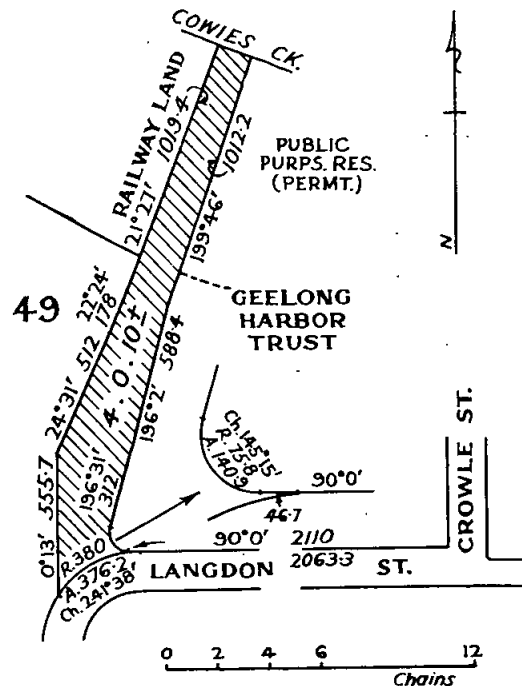 COWIES CK.
RAILWAY LAND
1019·4
21°27'
1012·2
199°46'
PUBLIC
PURPS. RES.
(PERMT.)
N
49
22°24'
178
GEELONG
HARBOR
TRUST
4·0·10±
24°31' 512
588·4
196°2'
196°31'
312
Ch. 145°15'
R. 75·8
A. 140·9
90°0'
46·7
CROWLE ST.
555·7
0°13'
R. 380
A. 376·2
Ch. 241°38'
90°0' 2110
2063·3
LANGDON ST.
0 2 4 6 12
Chains